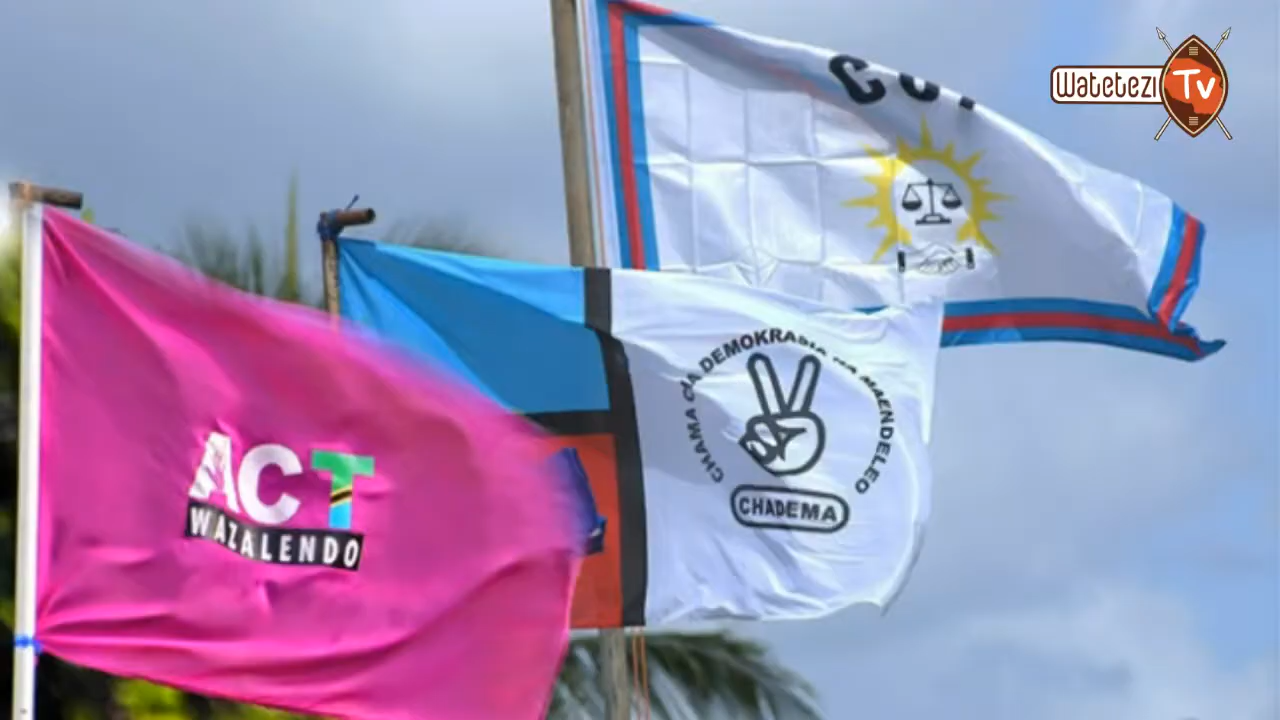 Watetezi Tv
ACT
WAZALENDO
CHAMA CHA DEMOKRASIA NA MAENDELEO
CHADEMA